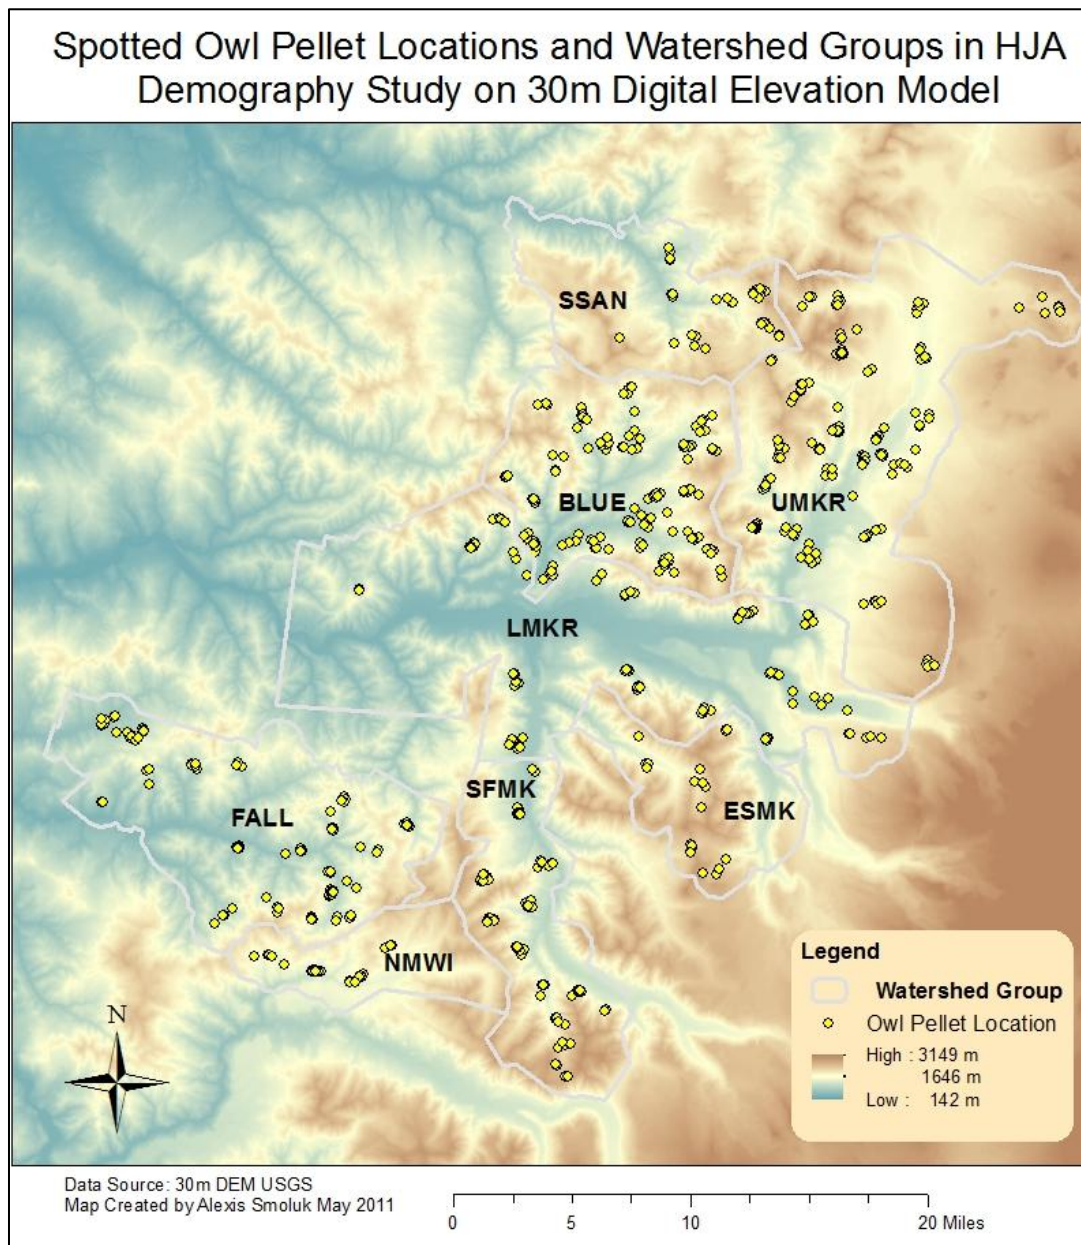 Spotted Owl Pellet Locations and Watershed Groups in HJA
Demography Study on 30m Digital Elevation Model
SSAN
BLUE
UMKR
LMKR
SFMK
ESMK
FALL
NMWI
N
Legend
Watershed Group
Owl Pellet Location
High : 3149 m
1646 m
Low : 142 m
Data Source: 30m DEM USGS
Map Created by Alexis Smoluk May 2011
0 5 10 20 Miles